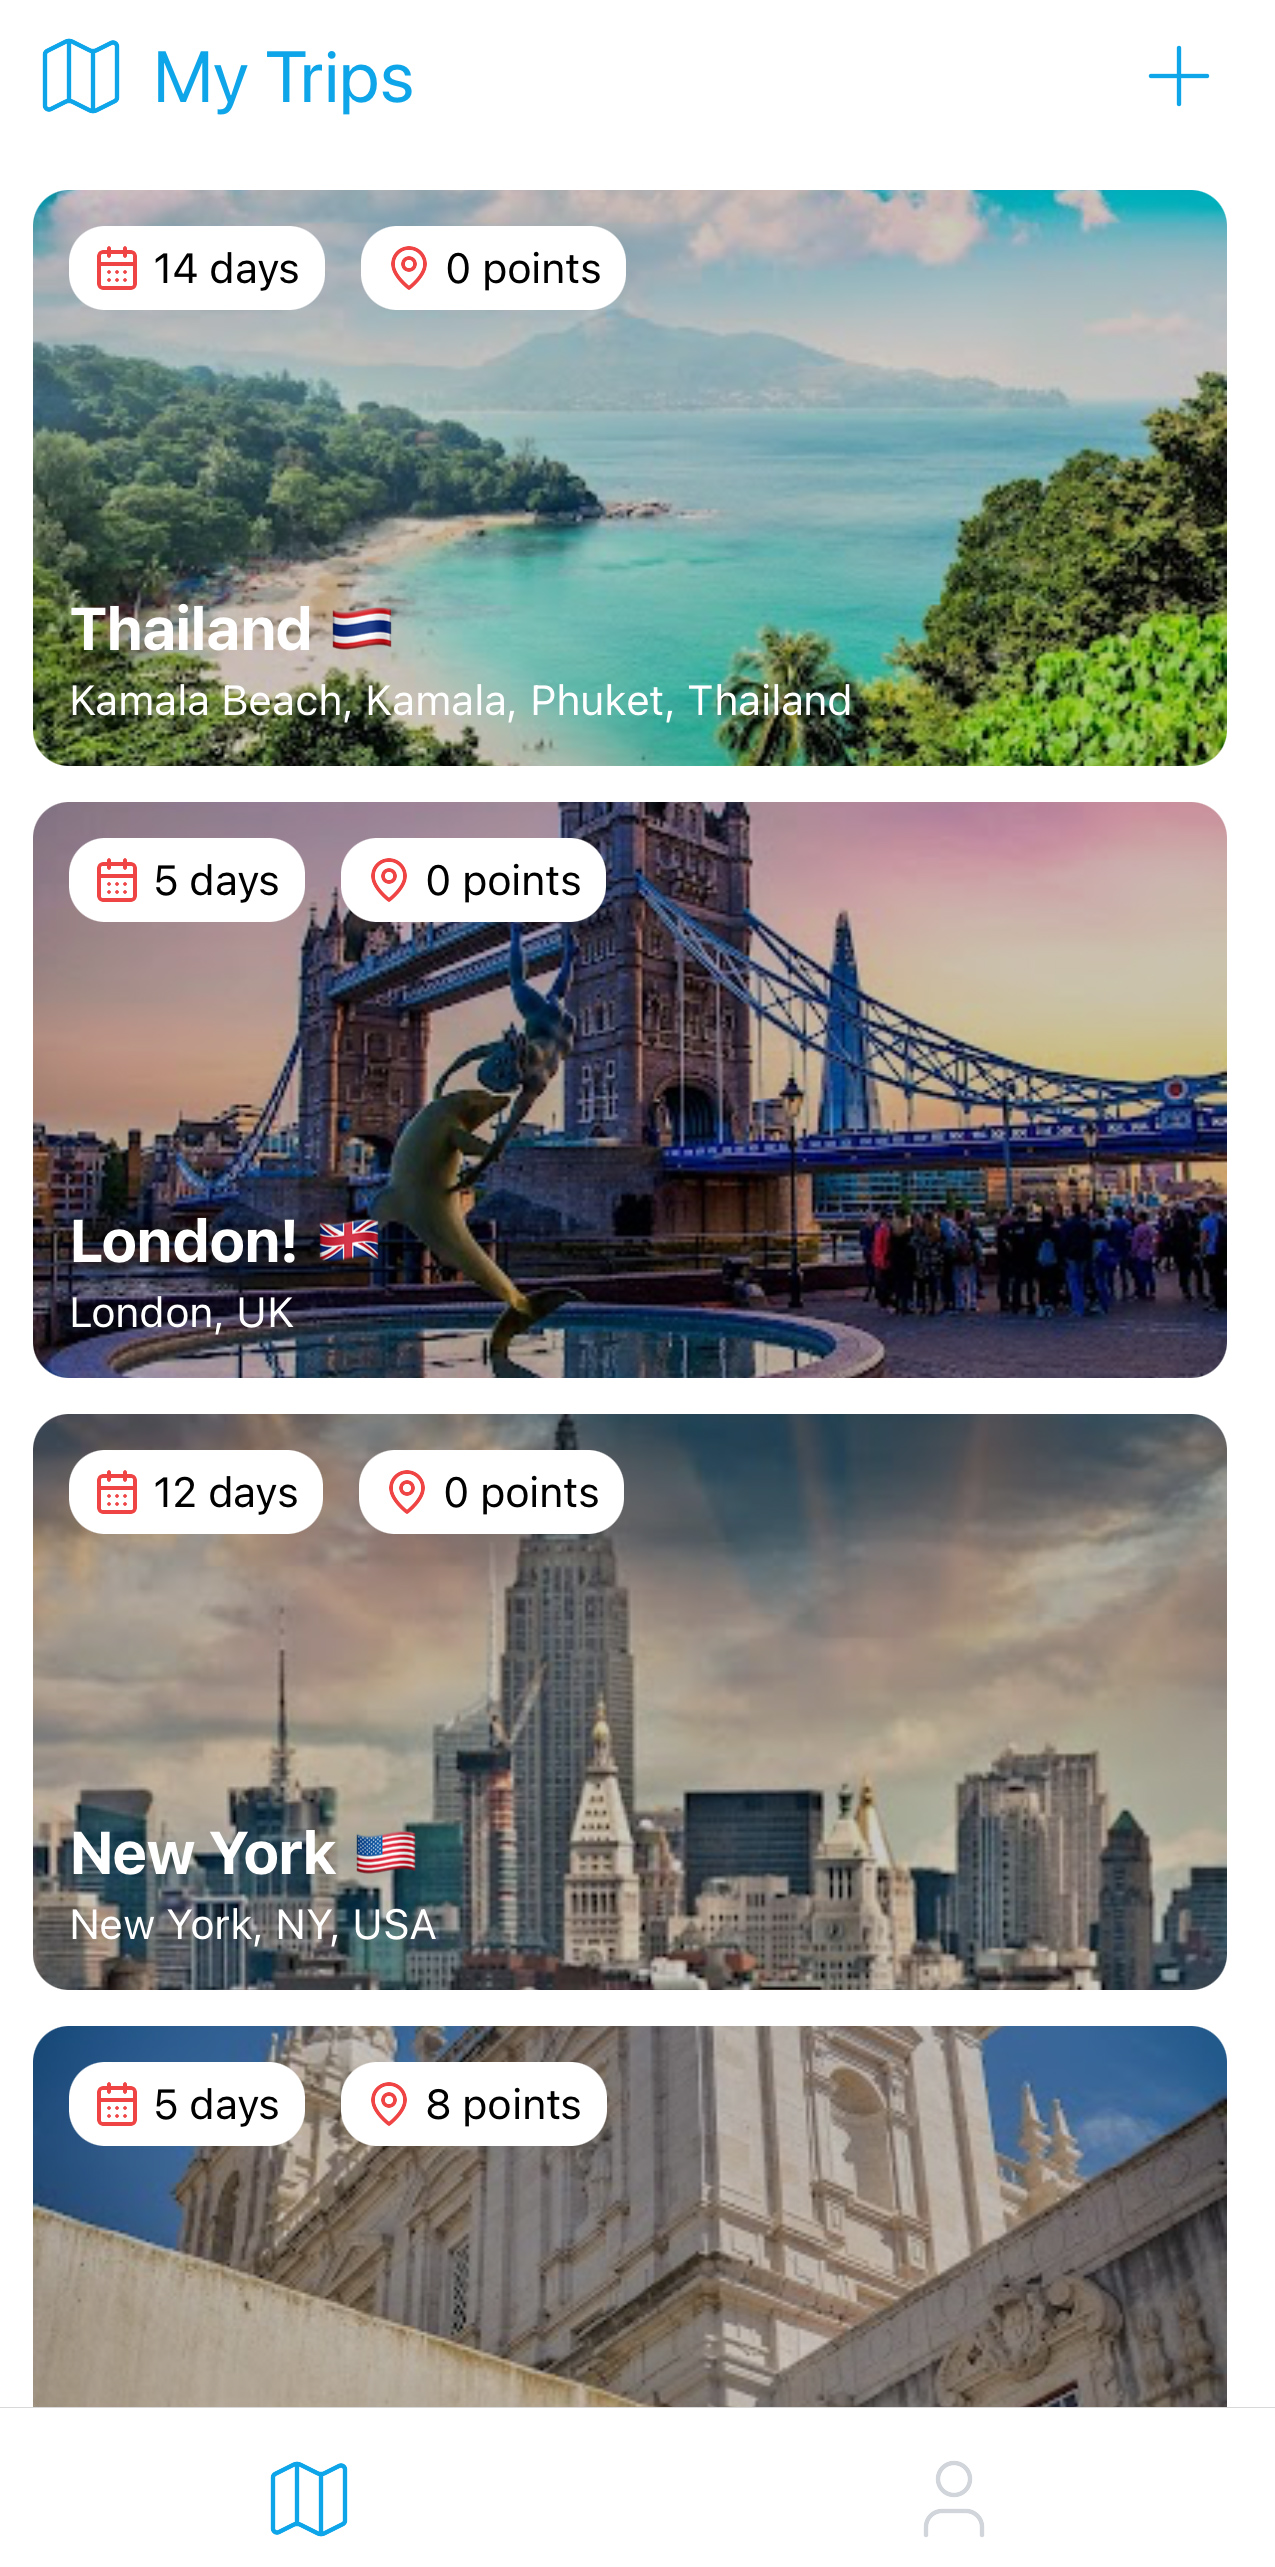 My Trips
14 days
0 points
Thailand 🇹🇭
Kamala Beach, Kamala, Phuket, Thailand
5 days
0 points
London! 🇬🇧
London, UK
12 days
0 points
New York 🇺🇸
New York, NY, USA
5 days
8 points